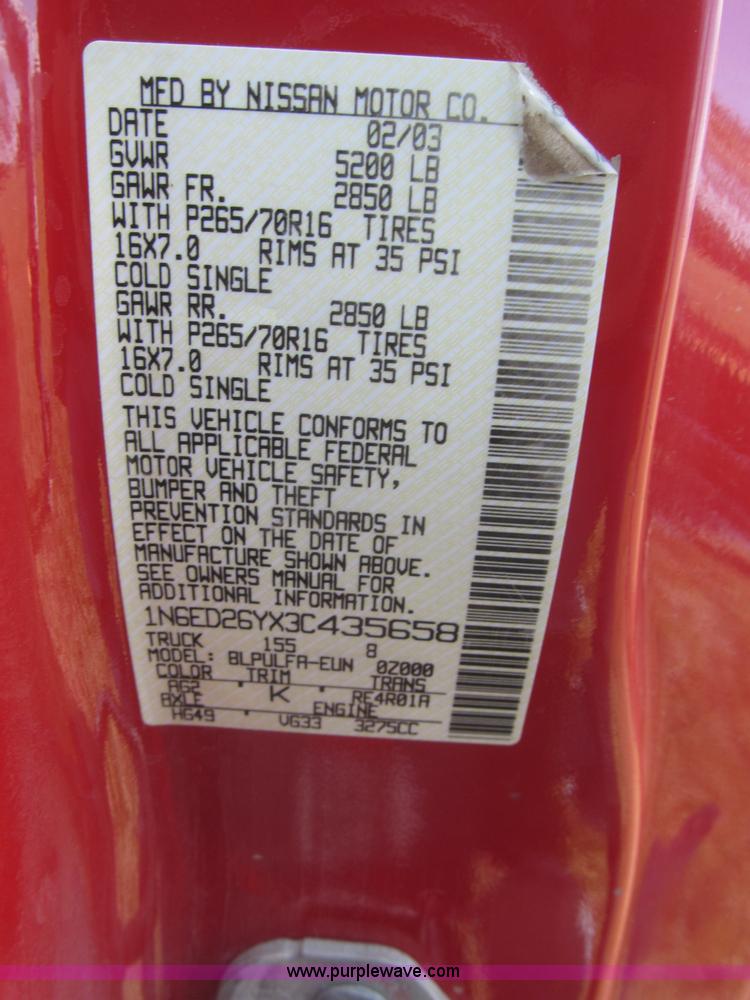 MFD BY NISSAN MOTOR CO.
DATE 02/03
GVWR 5200 LB
GAWR FR. 2850 LB
WITH P265/70R16 TIRES
16X7.0 RIMS AT 35 PSI
COLD SINGLE
GAWR RR. 2850 LB
WITH P265/70R16 TIRES
16X7.0 RIMS AT 35 PSI
COLD SINGLE
THIS VEHICLE CONFORMS TO
ALL APPLICABLE FEDERAL
MOTOR VEHICLE SAFETY,
BUMPER AND THEFT
PREVENTION STANDARDS IN
EFFECT ON THE DATE OF
MANUFACTURE SHOWN ABOVE.
SEE OWNERS MANUAL FOR
ADDITIONAL INFORMATION.
1N6ED26YX3C435658
TRUCK 155 8
MODEL: BLPULFA-EUN 0Z000
COLOR TRIM TRANS
AG2 K RE4R01A
AXLE ENGINE
HG49 VG33 3275CC
www.purplewave.com